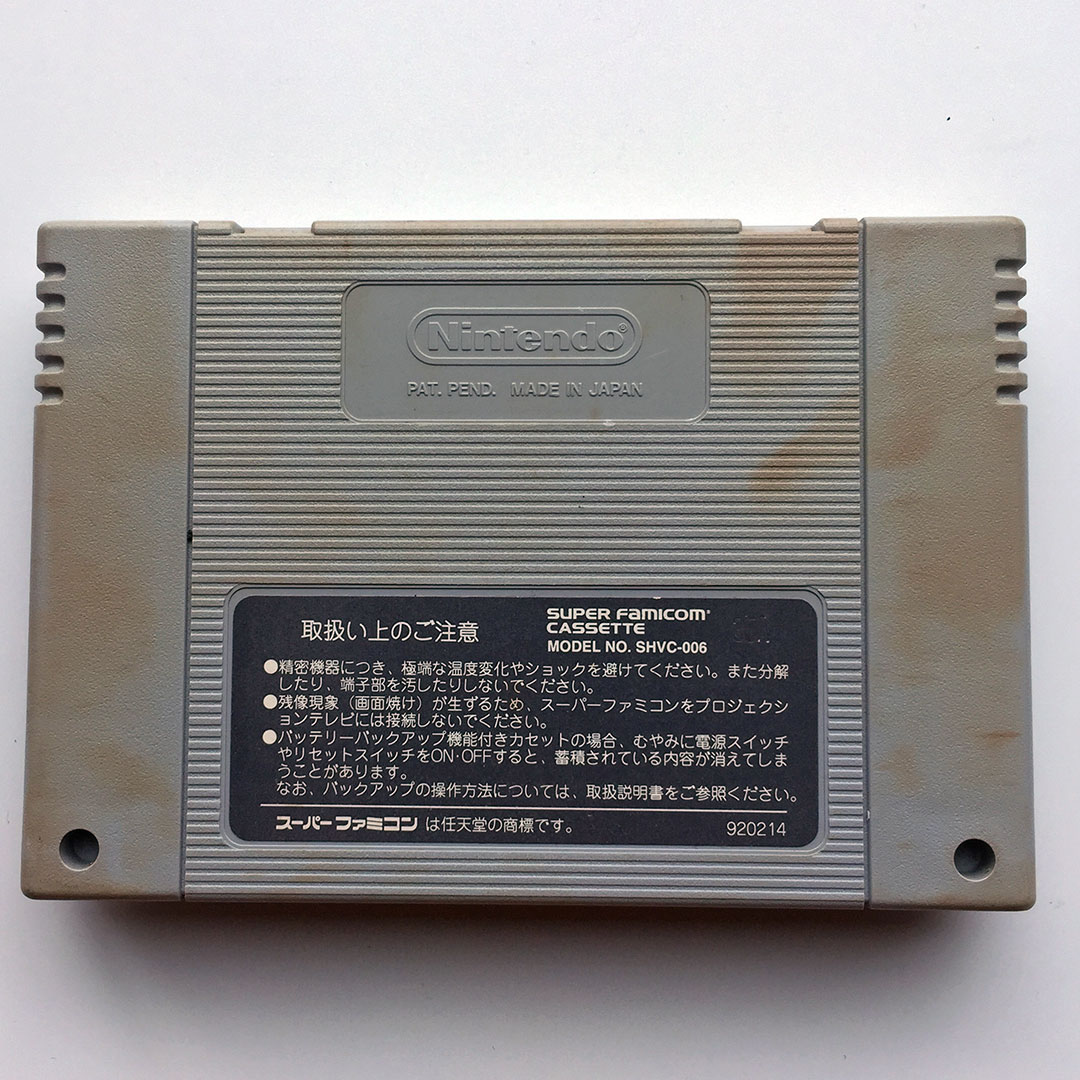 Nintendo®
PAT. PEND. MADE IN JAPAN
取扱い上のご注意
SUPER FAMICOM®
CASSETTE
MODEL NO. SHVC-006
●精密機器につき、極端な温度変化やショックを避けてください。また分解
したり、端子部を汚したりしないでください。
●残像現象（画面焼け）が生ずるため、スーパーファミコンをプロジェクシ
ョンテレビには接続しないでください。
●バッテリーバックアップ機能付きカセットの場合、むやみに電源スイッチ
やリセットスイッチをON·OFFすると、蓄積されている内容が消えてしま
うことがあります。
なお、バックアップの操作方法については、取扱説明書をご参照ください。
スーパーファミコン は任天堂の商標です。
920214